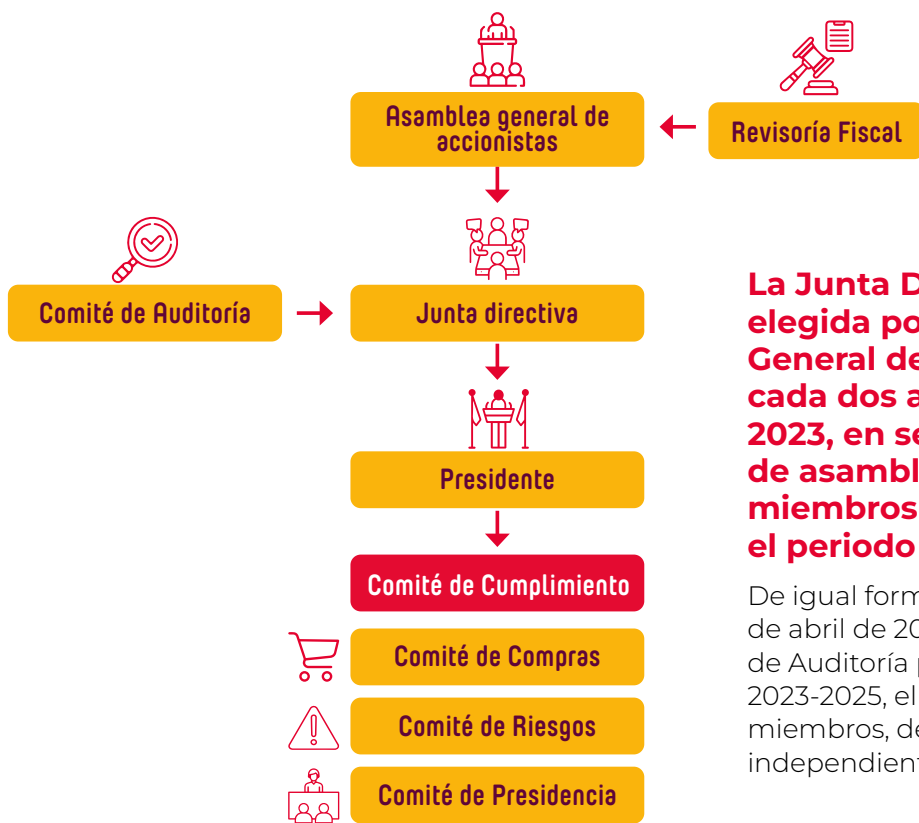 Asamblea general de
accionistas
Revisoría Fiscal
Comité de Auditoría
Junta directiva
Presidente
Comité de Cumplimiento
Comité de Compras
Comité de Riesgos
Comité de Presidencia
La Junta D
elegida po
General de
cada dos a
2023, en se
de asambl
miembros
el periodo
De igual form
de abril de 20
de Auditoría p
2023-2025, el
miembros, de
independient